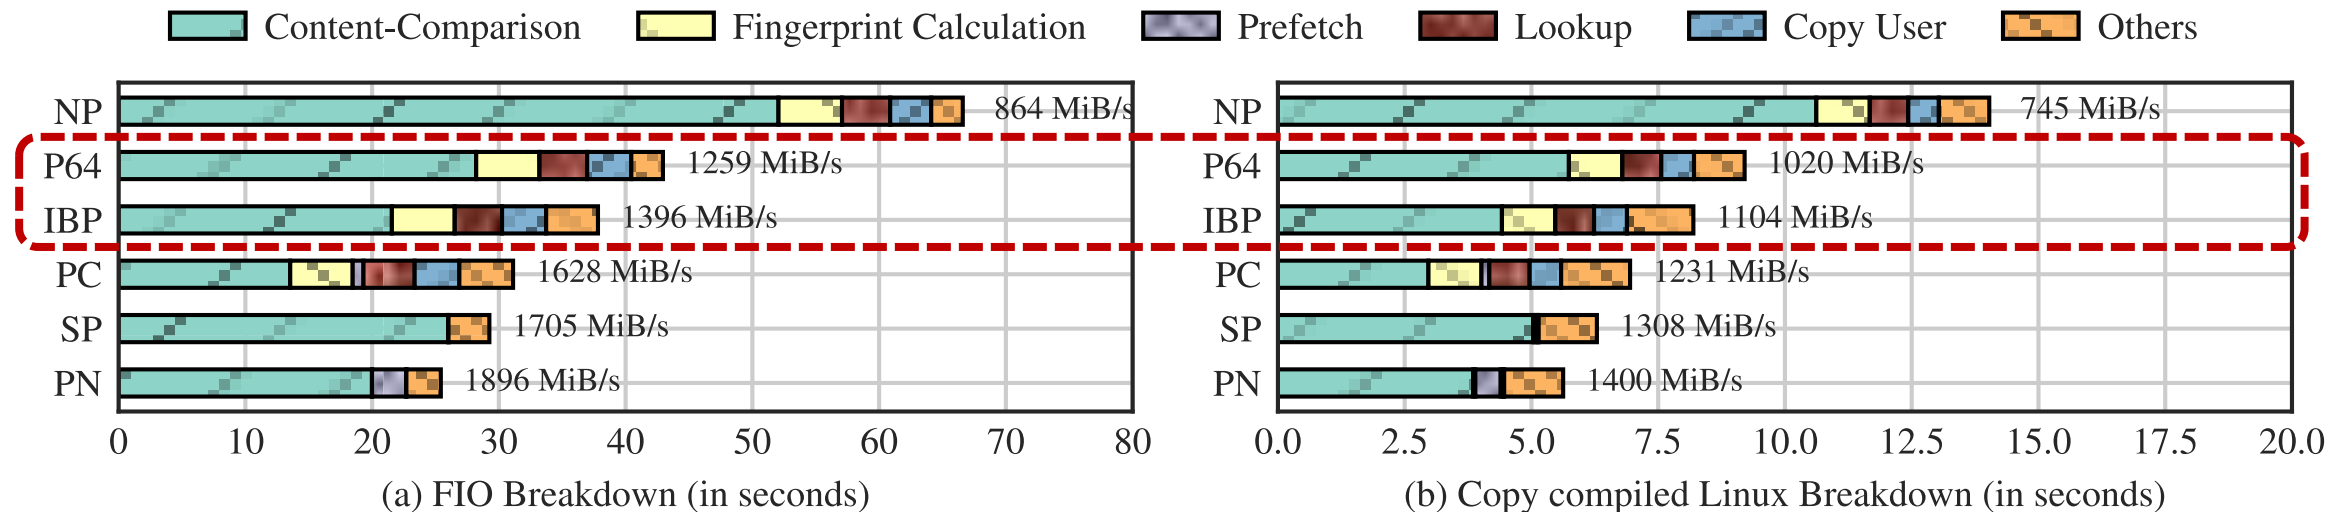 Content-Comparison Fingerprint Calculation Prefetch Lookup Copy User Others
NP 864 MiB/s
P64 1259 MiB/s
IBP 1396 MiB/s
PC 1628 MiB/s
SP 1705 MiB/s
PN 1896 MiB/s
0 10 20 30 40 50 60 70 80
(a) FIO Breakdown (in seconds)
NP 745 MiB/s
P64 1020 MiB/s
IBP 1104 MiB/s
PC 1231 MiB/s
SP 1308 MiB/s
PN 1400 MiB/s
0.0 2.5 5.0 7.5 10.0 12.5 15.0 17.5 20.0
(b) Copy compiled Linux Breakdown (in seconds)